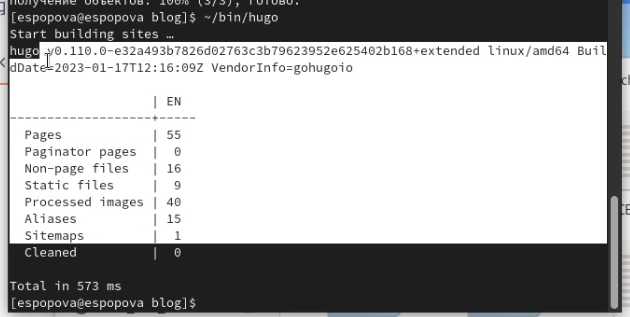 получение объектов: 100% (3/3), готово.
[espopova@espopova blog]$ ~/bin/hugo
Start building sites …
hugo v0.110.0-e32a493b7826d02763c3b79623952e625402b168+extended linux/amd64 Buil
dDate=2023-01-17T12:16:09Z VendorInfo=gohugoio
| EN
-------------------+-----
Pages | 55
Paginator pages | 0
Non-page files | 16
Static files | 9
Processed images | 40
Aliases | 15
Sitemaps | 1
Cleaned | 0
Total in 573 ms
[espopova@espopova blog]$